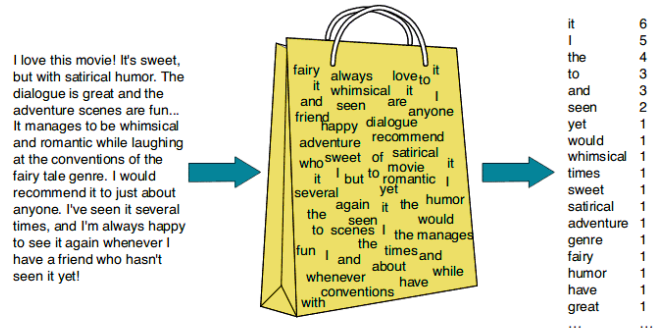 I love this movie! It's sweet,
but with satirical humor. The
dialogue is great and the
adventure scenes are fun...
It manages to be whimsical
and romantic while laughing
at the conventions of the
fairy tale genre. I would
recommend it to just about
anyone. I've seen it several
times, and I'm always happy
to see it again whenever I
have a friend who hasn't
seen it yet!
fairy always love to it
it whimsical it I
and seen are anyone
friend happy dialogue
adventure recommend
who sweet of satirical it
it I but to movie romantic I
several yet
again it the humor
the seen would
to scenes I the manages
fun I and the times and
whenever about while
conventions have
with
it 6
I 5
the 4
to 3
and 3
seen 2
yet 1
would 1
whimsical 1
times 1
sweet 1
satirical 1
adventure 1
genre 1
fairy 1
humor 1
have 1
great 1
... ...